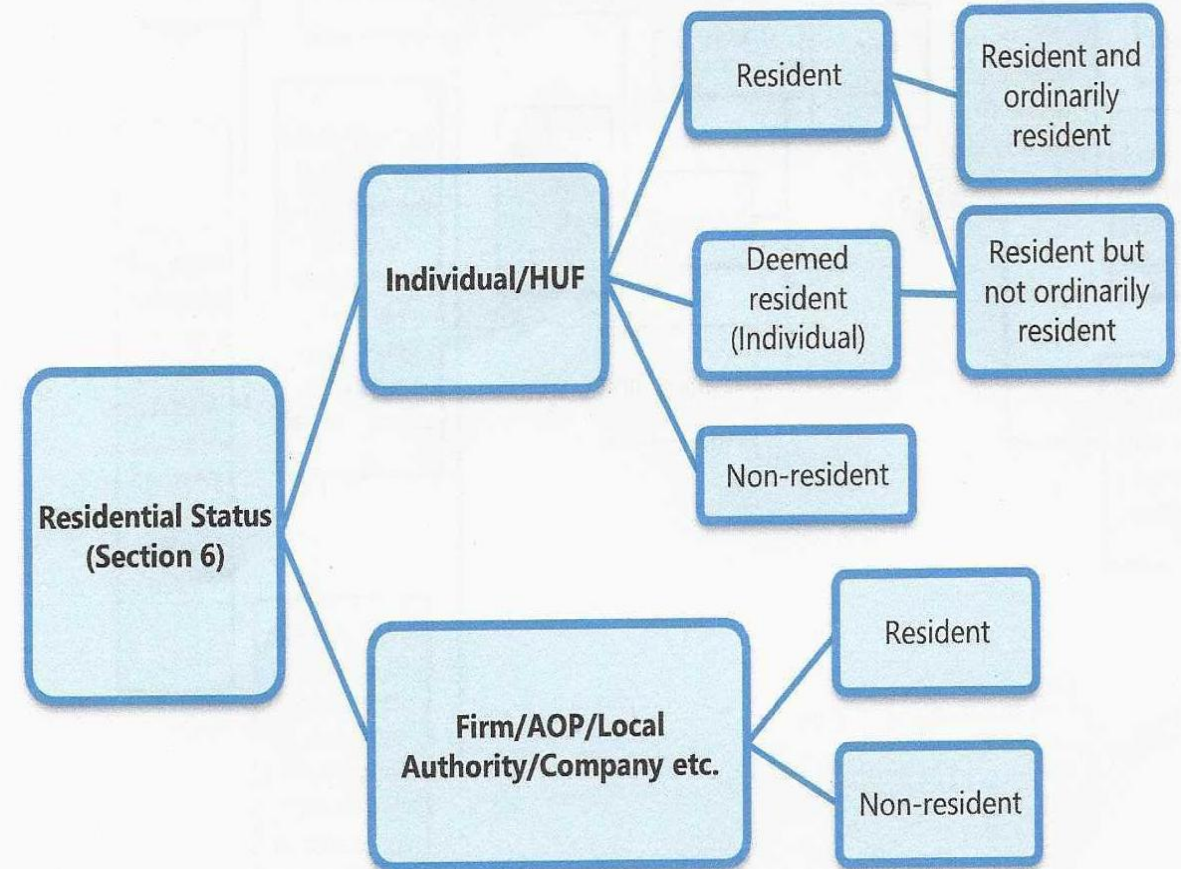 Residential Status
(Section 6)
Individual/HUF
Resident
Resident and
ordinarily
resident
Deemed
resident
(Individual)
Resident but
not ordinarily
resident
Non-resident
Firm/AOP/Local
Authority/Company etc.
Resident
Non-resident